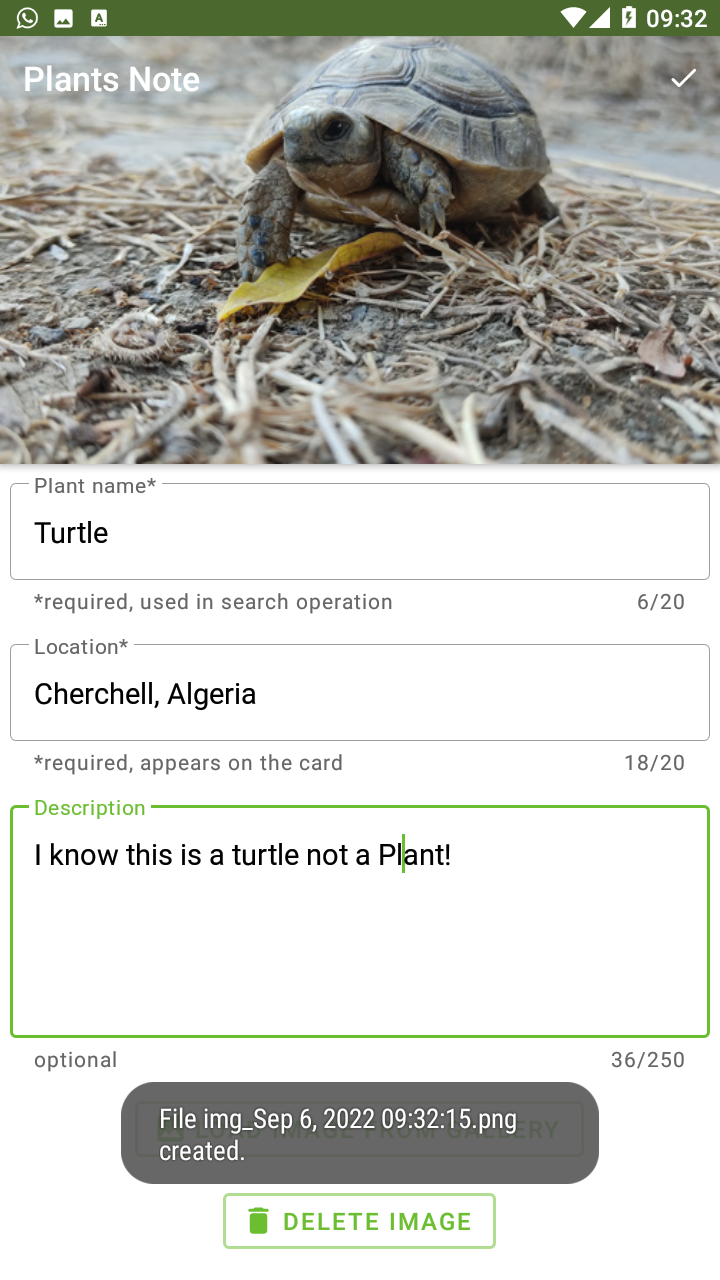 09:32
Plants Note
Plant name*
Turtle
*required, used in search operation 6/20
Location*
Cherchell, Algeria
*required, appears on the card 18/20
Description
I know this is a turtle not a Plant!
optional 36/250
LOAD IMAGE FROM GALLERY
File img_Sep 6, 2022 09:32:15.png
created.
DELETE IMAGE